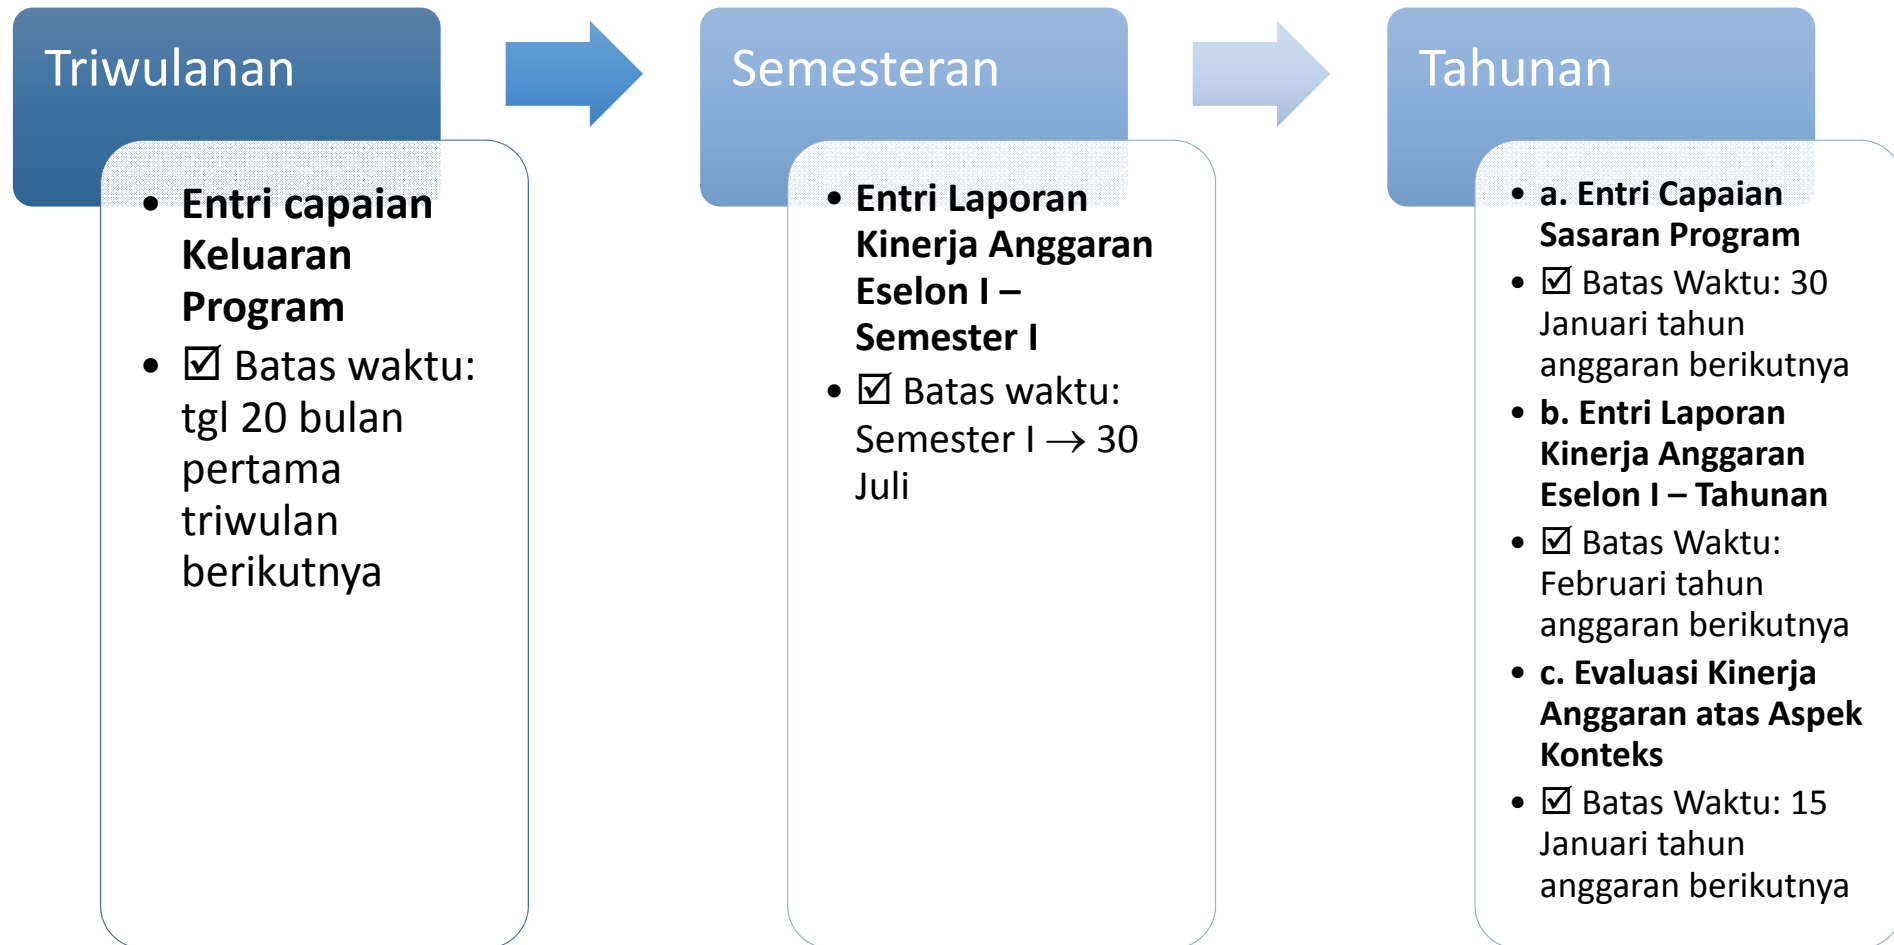 Triwulanan
• Entri capaian
Keluaran
Program
• ☑ Batas waktu:
tgl 20 bulan
pertama
triwulan
berikutnya
Semesteran
• Entri Laporan
Kinerja Anggaran
Eselon I –
Semester I
• ☑ Batas waktu:
Semester I → 30
Juli
Tahunan
• a. Entri Capaian
Sasaran Program
• ☑ Batas Waktu: 30
Januari tahun
anggaran berikutnya
• b. Entri Laporan
Kinerja Anggaran
Eselon I – Tahunan
• ☑ Batas Waktu:
Februari tahun
anggaran berikutnya
• c. Evaluasi Kinerja
Anggaran atas Aspek
Konteks
• ☑ Batas Waktu: 15
Januari tahun
anggaran berikutnya